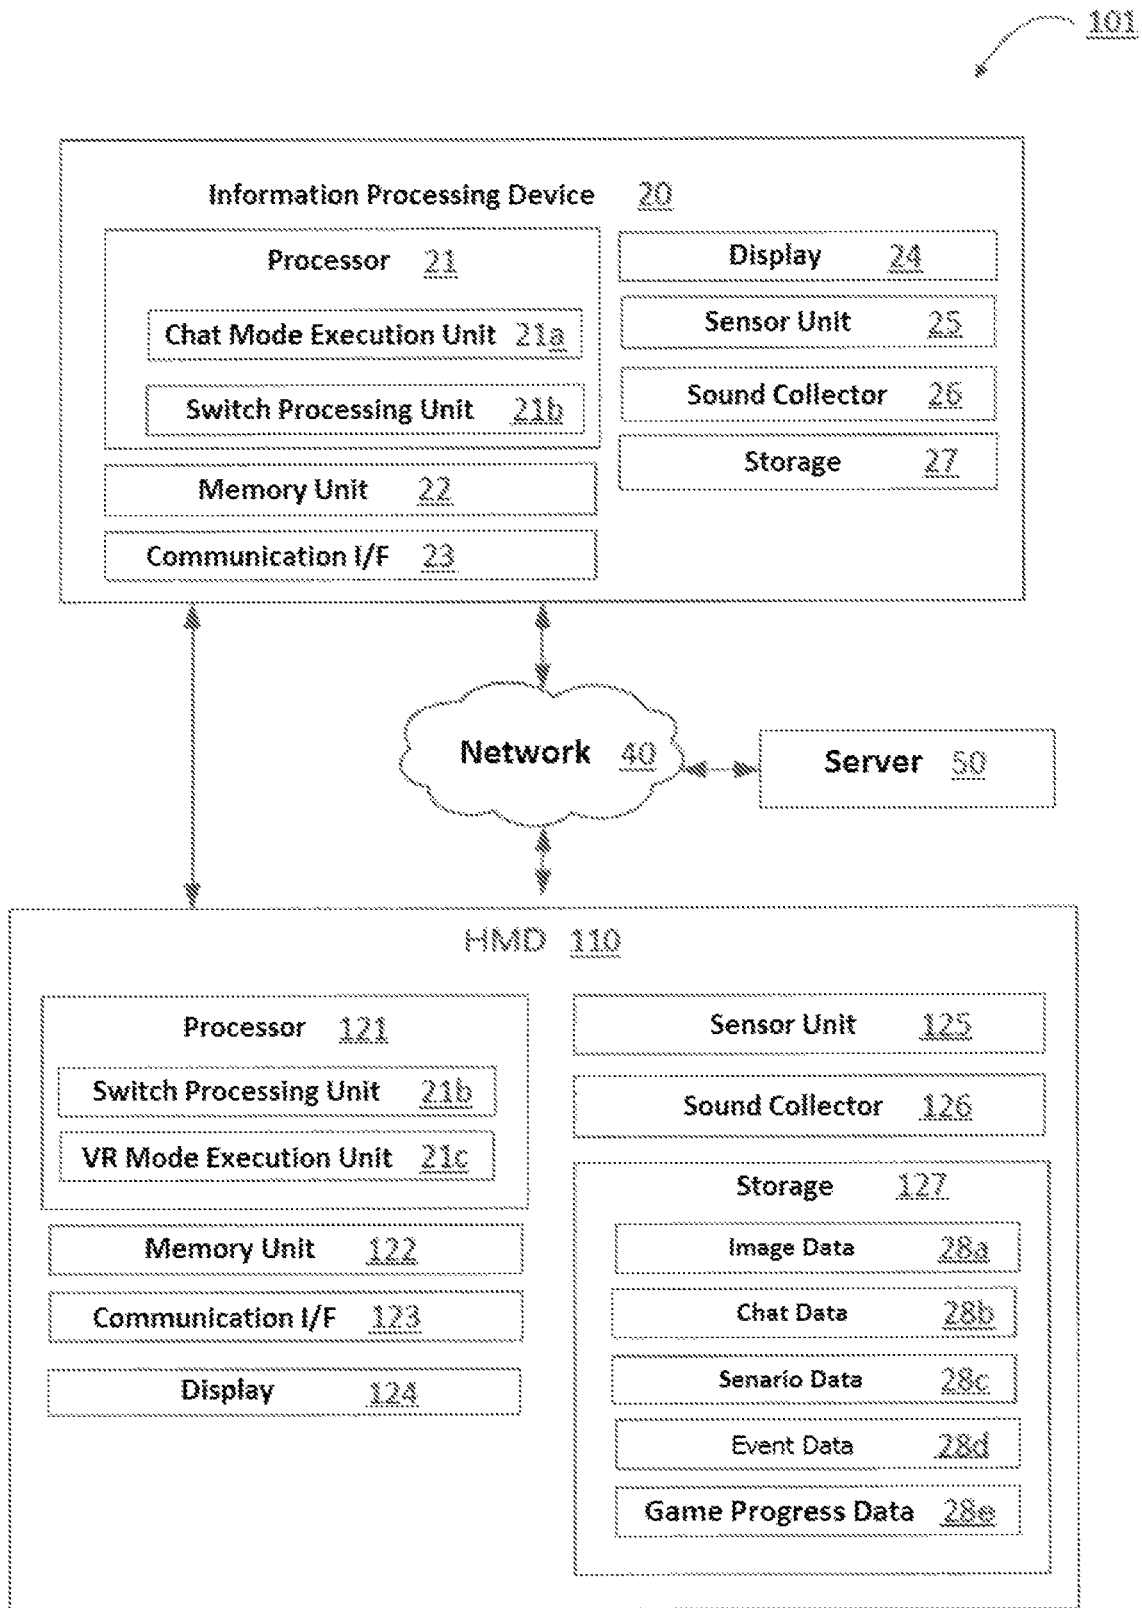 101
Information Processing Device 20
Processor 21
Chat Mode Execution Unit 21a
Switch Processing Unit 21b
Memory Unit 22
Communication I/F 23
Display 24
Sensor Unit 25
Sound Collector 26
Storage 27
Network 40
Server 50
HMD 110
Processor 121
Switch Processing Unit 21b
VR Mode Execution Unit 21c
Memory Unit 122
Communication I/F 123
Display 124
Sensor Unit 125
Sound Collector 126
Storage 127
Image Data 28a
Chat Data 28b
Senario Data 28c
Event Data 28d
Game Progress Data 28e